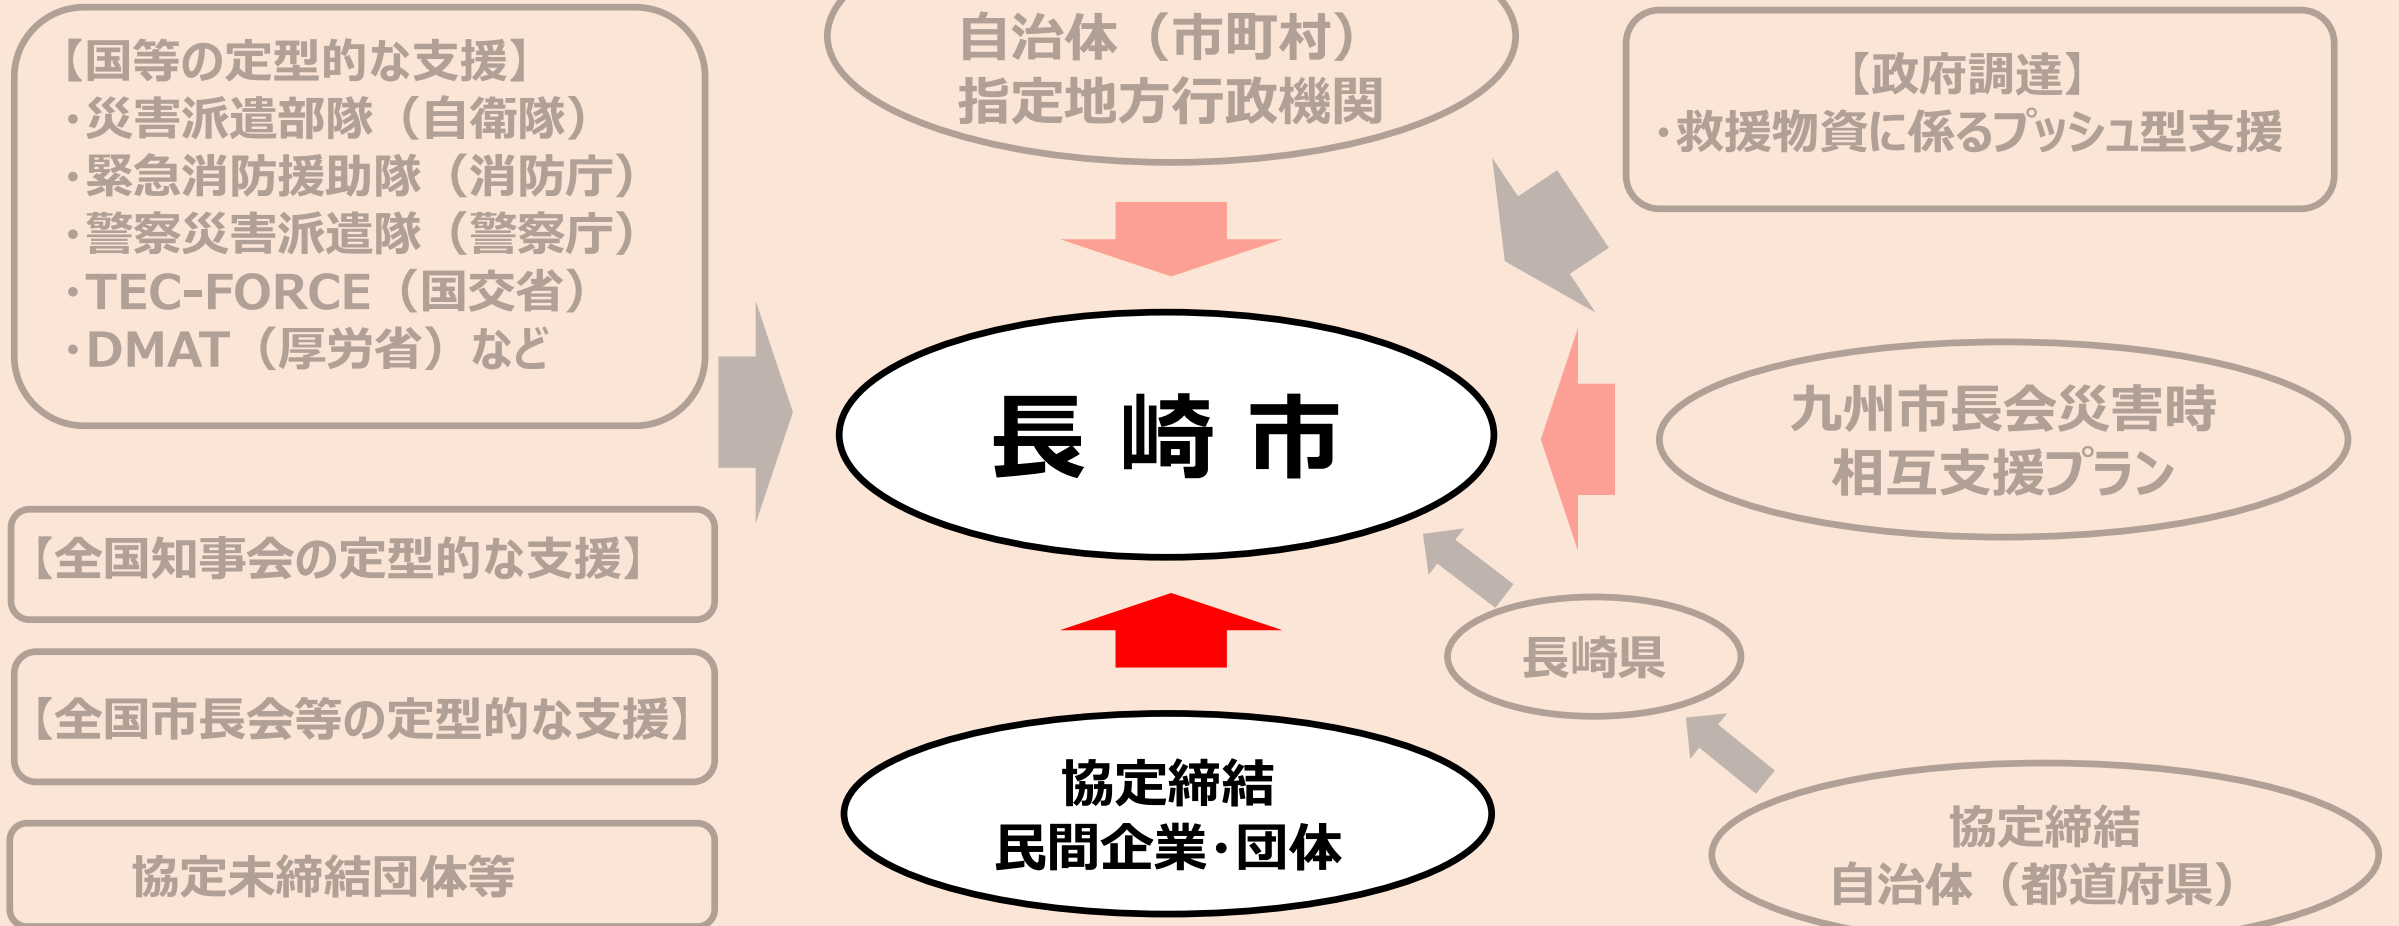 【国等の定型的な支援】
・災害派遣部隊（自衛隊）
・緊急消防援助隊（消防庁）
・警察災害派遣隊（警察庁）
・TEC-FORCE（国交省）
・DMAT（厚労省）など
自治体（市町村）
指定地方行政機関
【政府調達】
・救援物資に係るプッシュ型支援
長崎市
九州市長会災害時
相互支援プラン
【全国知事会の定型的な支援】
長崎県
【全国市長会等の定型的な支援】
協定締結
民間企業・団体
協定未締結団体等
協定締結
自治体（都道府県）